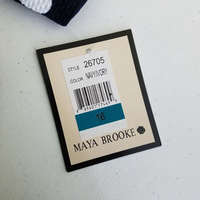 STYLE 26705
COLOR NAVY/IVORY
16
MAYA BROOKE